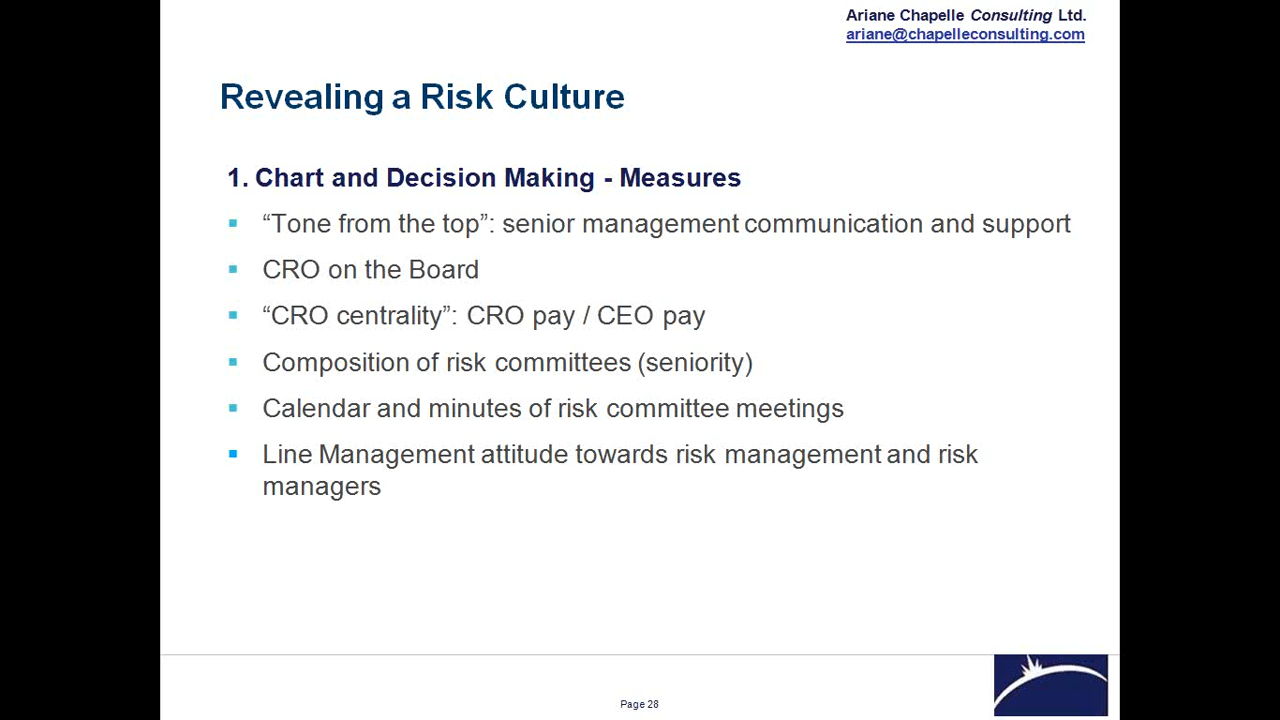 Ariane Chapelle Consulting Ltd.
ariane@chapelleconsulting.com
Revealing a Risk Culture
1. Chart and Decision Making - Measures
▪ “Tone from the top”: senior management communication and support
▪ CRO on the Board
▪ “CRO centrality”: CRO pay / CEO pay
▪ Composition of risk committees (seniority)
▪ Calendar and minutes of risk committee meetings
▪ Line Management attitude towards risk management and risk
managers
Page 28